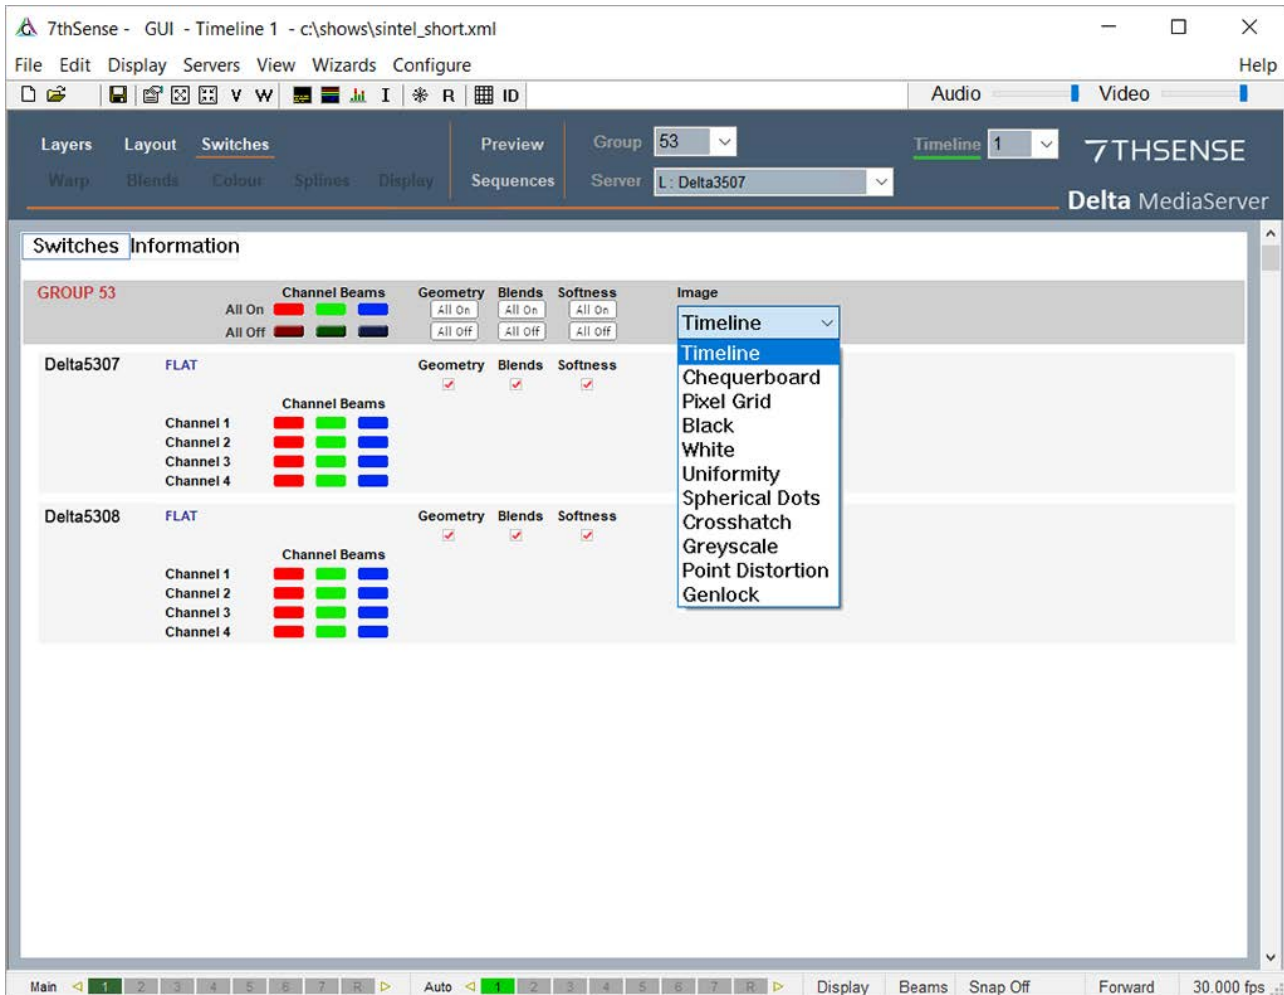 7thSense - GUI - Timeline 1 - c:\shows\sintel_short.xml
File Edit Display Servers View Wizards Configure Help
V W I R ID Audio Video
Layers Layout Switches Preview Group 53 Timeline 1 7THSENSE
Warp Blends Colour Splines Display Sequences Server L : Delta3507
Delta MediaServer
Switches Information
GROUP 53 Channel Beams Geometry Blends Softness Image
All On All On All On All On Timeline
All Off All Off All Off All Off
Timeline
Chequerboard
Pixel Grid
Black
White
Uniformity
Spherical Dots
Crosshatch
Greyscale
Point Distortion
Genlock
Delta5307 FLAT Geometry Blends Softness
Channel Beams
Channel 1
Channel 2
Channel 3
Channel 4
Delta5308 FLAT Geometry Blends Softness
Channel Beams
Channel 1
Channel 2
Channel 3
Channel 4
Main 1 2 3 4 5 6 7 R Auto 1 2 3 4 5 6 7 R Display Beams Snap Off Forward 30.000 fps